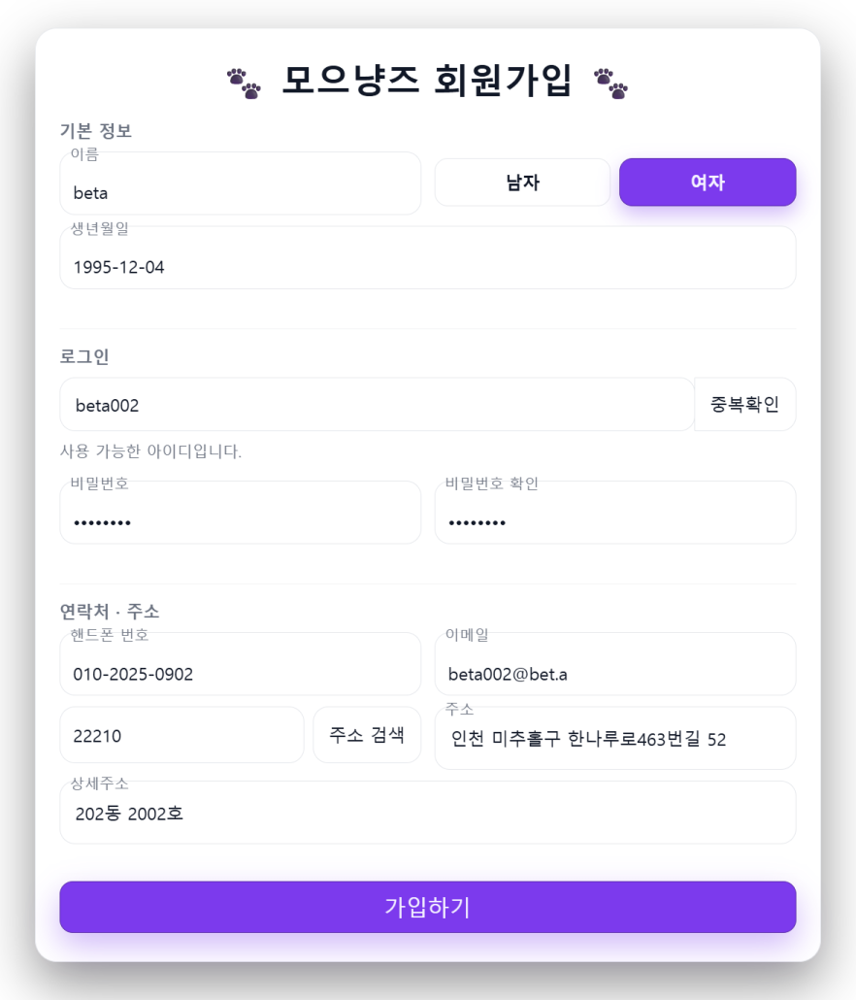 모으냥즈 회원가입
기본 정보
이름
beta
남자
여자
생년월일
1995-12-04
로그인
beta002
중복확인
사용 가능한 아이디입니다.
비밀번호
••••••••
비밀번호 확인
••••••••
연락처 · 주소
핸드폰 번호
010-2025-0902
이메일
beta002@bet.a
22210
주소 검색
주소
인천 미추홀구 한나루로463번길 52
상세주소
202동 2002호
가입하기